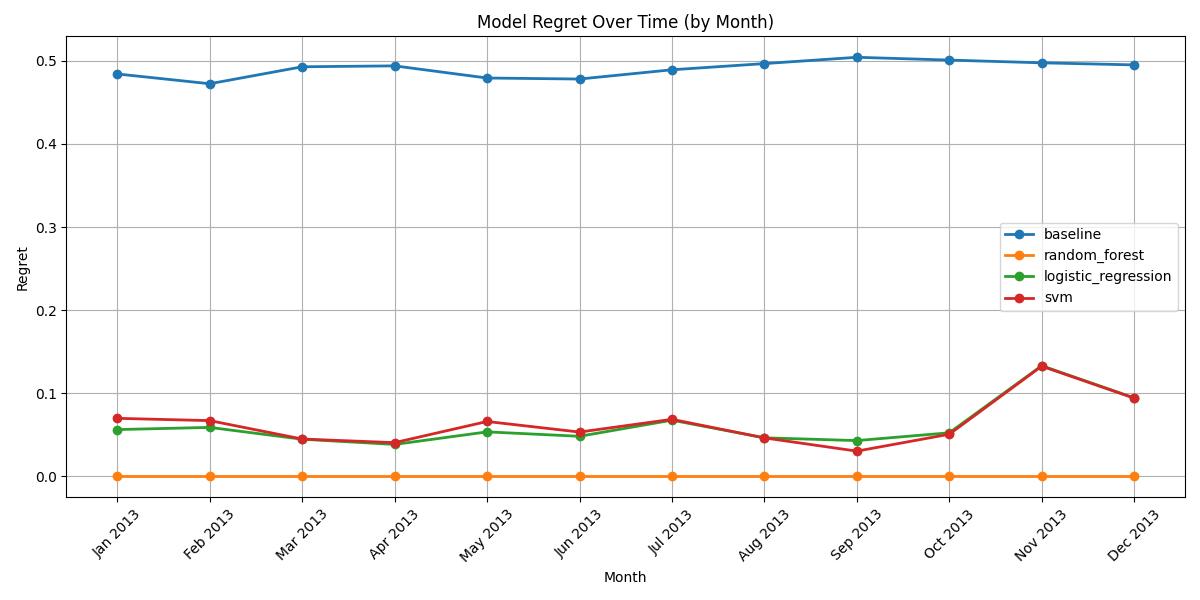 Model Regret Over Time (by Month)
0.5
0.4
0.3
0.2
0.1
0.0
Regret
baseline
random_forest
logistic_regression
svm
Jan 2013
Feb 2013
Mar 2013
Apr 2013
May 2013
Jun 2013
Jul 2013
Aug 2013
Sep 2013
Oct 2013
Nov 2013
Dec 2013
Month